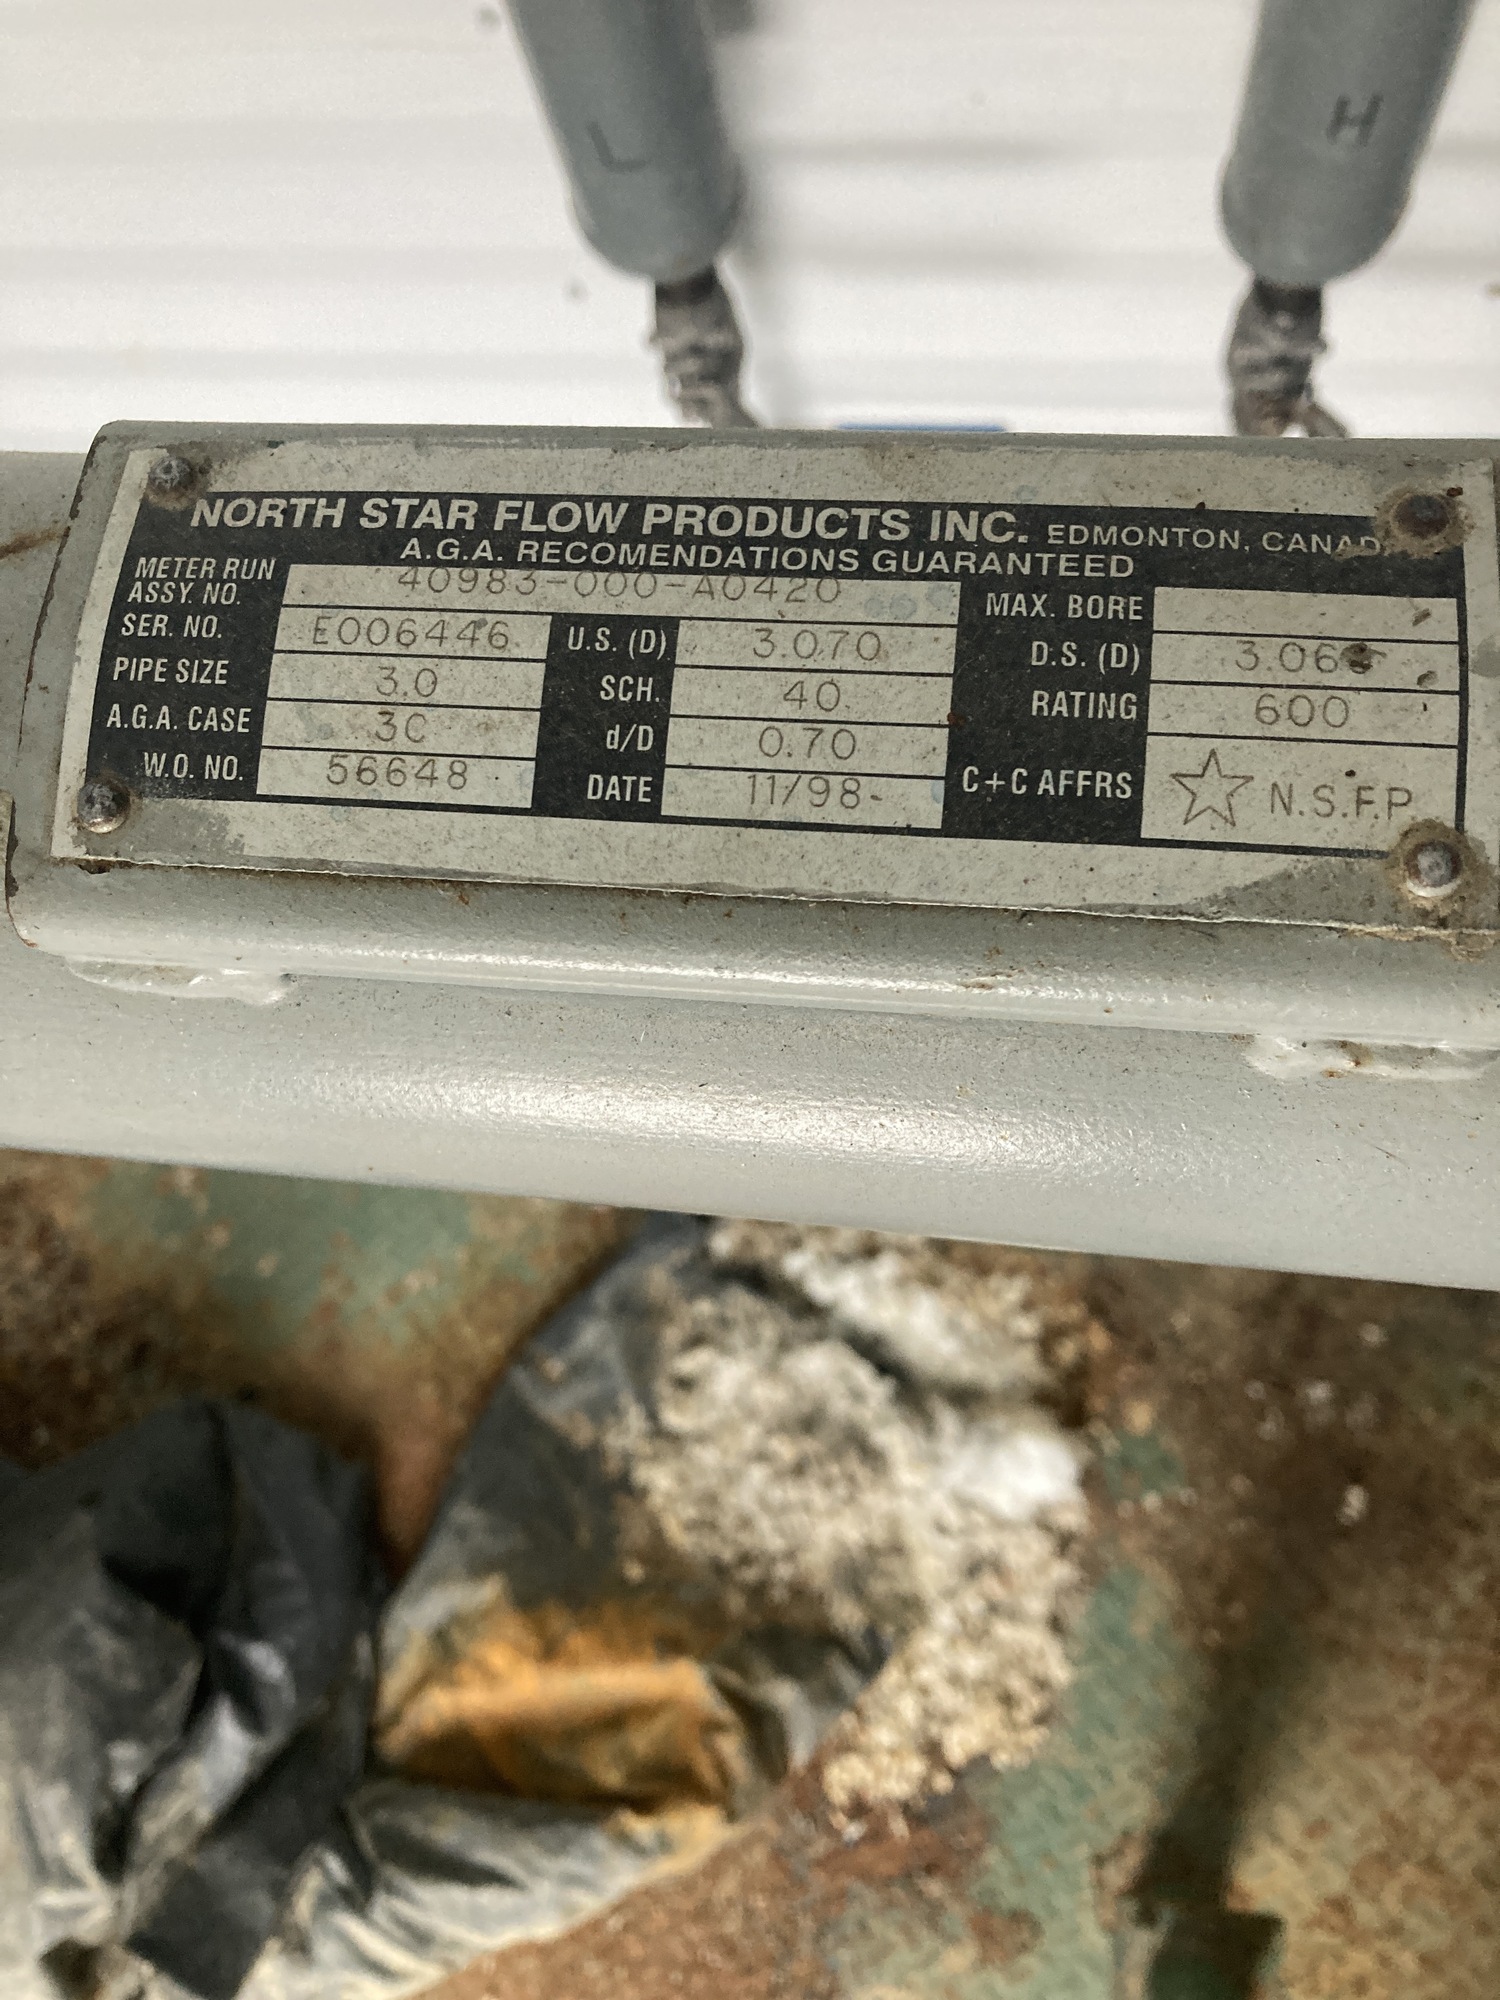 L H
NORTH STAR FLOW PRODUCTS INC. EDMONTON, CANADA
A.G.A. RECOMENDATIONS GUARANTEED
METER RUN ASSY. NO. 40983-000-A0420 MAX. BORE
SER. NO. E006446 U.S. (D) 3.070 D.S. (D)
PIPE SIZE 3.0 SCH. 40 RATING 600
A.G.A. CASE 3C d/D 0.70
W.O. NO. 56648 DATE 11/98- C+C AFFRS N.S.F.P